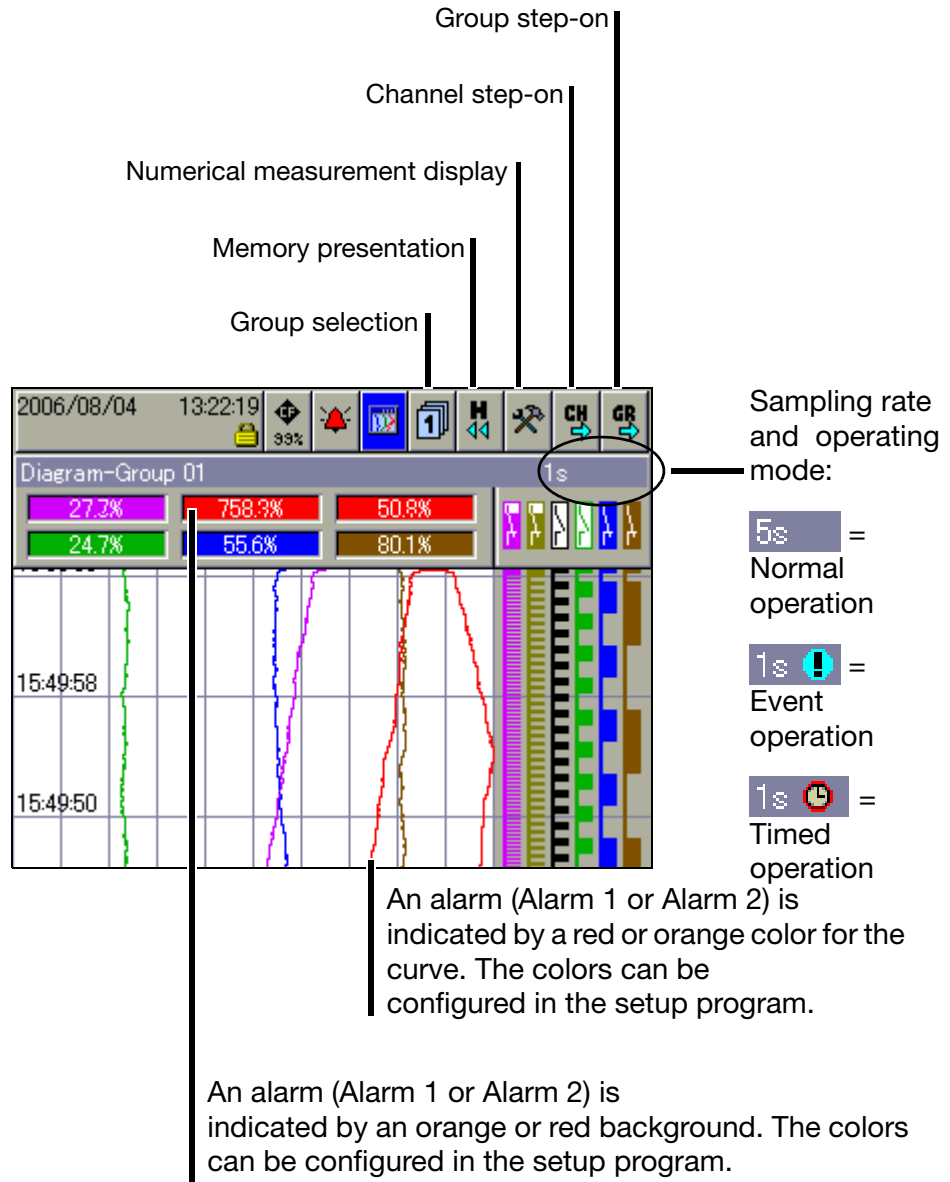 Group step-on
Channel step-on
Numerical measurement display
Memory presentation
Group selection
2006/08/04 13:22:19
CF
99%
1
H
CH
GR
Diagram-Group 01 1s
27.7% 758.3% 50.8%
24.7% 55.6% 80.1%
15:49:58
15:49:50
Sampling rate
and operating
mode:
5s =
Normal
operation
1s ! =
Event
operation
1s =
Timed
operation
An alarm (Alarm 1 or Alarm 2) is
indicated by a red or orange color for the
curve. The colors can be
configured in the setup program.
An alarm (Alarm 1 or Alarm 2) is
indicated by an orange or red background. The colors
can be configured in the setup program.